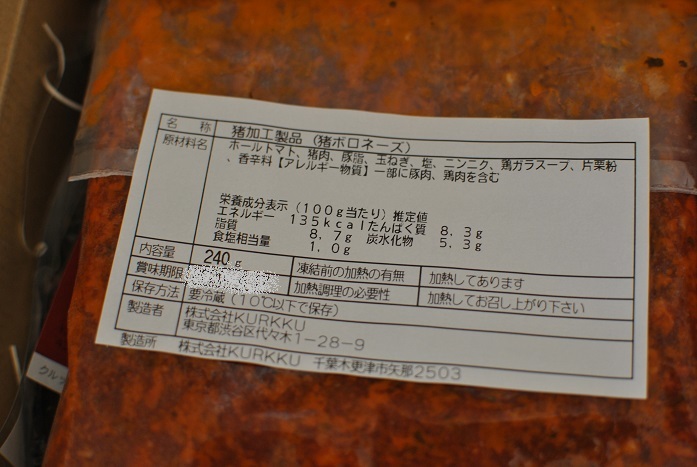 名 称 猪加工製品 (猪ボロネーズ)
原材料名 ホールトマト、猪肉、豚脂、玉ねぎ、塩、ニンニク、鶏ガラスープ、片栗粉
、香辛料【アレルギー物質】一部に豚肉、鶏肉を含む
栄養成分表示 (100g当たり) 推定値
エネルギー 135kcal たんぱく質 8.3g
脂質 8.7g 炭水化物 5.3g
食塩相当量 1.0g
内容量 240g
賞味期限 凍結前の加熱の有無 加熱してあります
保存方法 要冷蔵 (10℃以下で保存) 加熱調理の必要性 加熱してお召し上がり下さい
製造者 株式会社KURKKU
東京都渋谷区代々木1-28-9
製造所 株式会社KURKKU 千葉木更津市矢那2503
クルッ